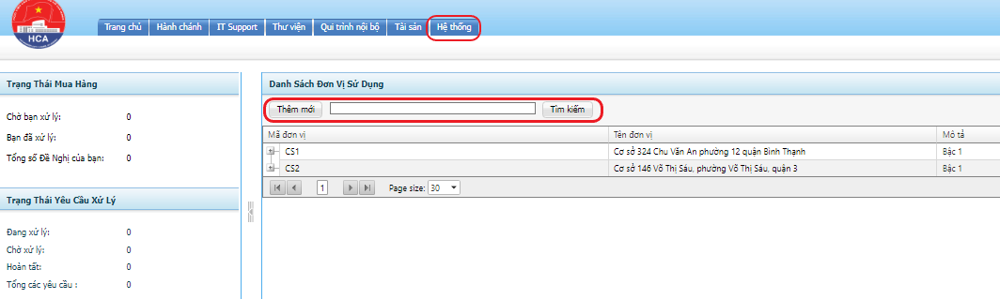 HCA
Trang chủ Hành chánh IT Support Thư viện Qui trình nội bộ Tài sản Hệ thống
Trạng Thái Mua Hàng
Chờ bạn xử lý: 0
Bạn đã xử lý: 0
Tổng số Đề Nghị của bạn: 0
Trạng Thái Yêu Cầu Xử Lý
Đang xử lý: 0
Chờ xử lý: 0
Hoàn tất: 0
Tổng các yêu cầu : 0
Danh Sách Đơn Vị Sử Dụng
Thêm mới Tìm kiếm
Mã đơn vị Tên đơn vị Mô tả
CS1 Cơ sở 324 Chu Văn An phường 12 quận Bình Thạnh Bậc 1
CS2 Cơ sở 146 Võ Thị Sáu, phường Võ Thị Sáu, quận 3 Bậc 1
1 Page size: 30